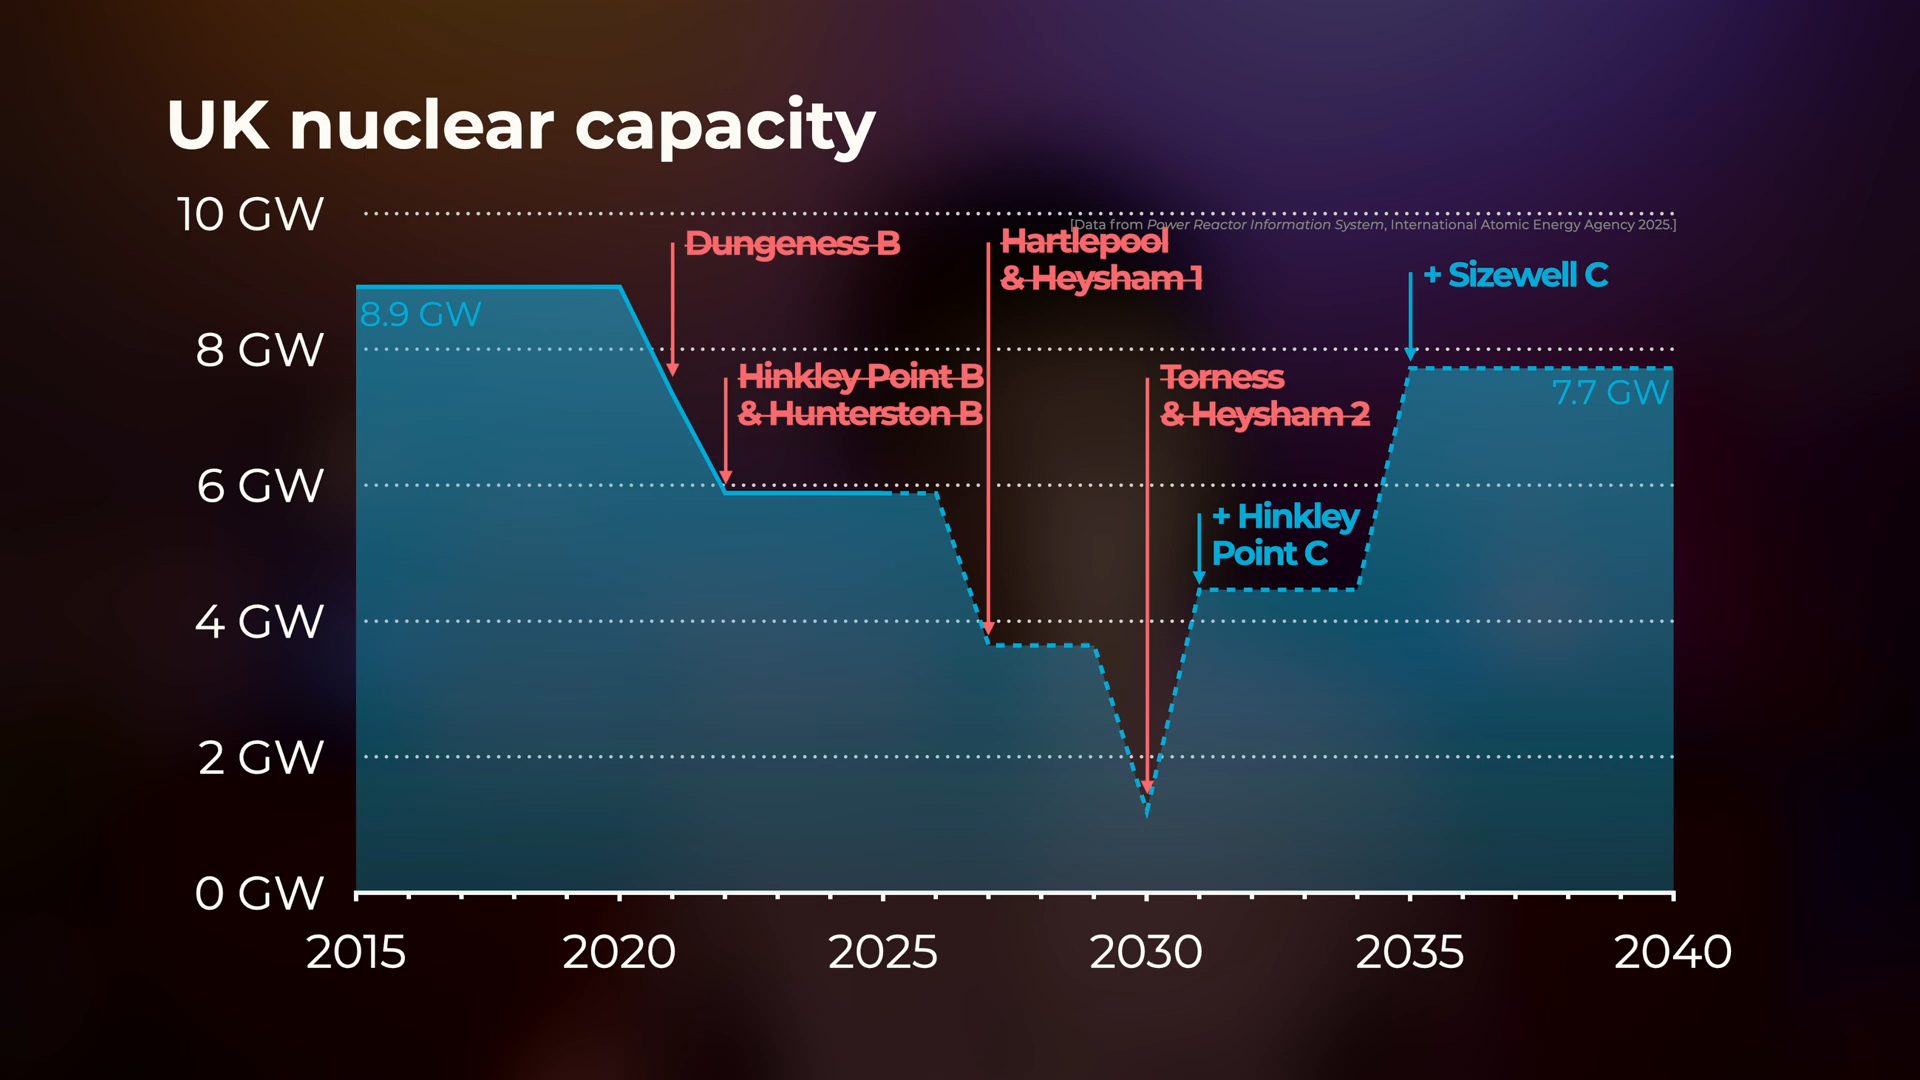 UK nuclear capacity
10 GW
[Data from Power Reactor Information System, International Atomic Energy Agency 2025.]
Dungeness B
Hartlepool
& Heysham 1
+ Sizewell C
8.9 GW
8 GW
Hinkley Point B
& Hunterston B
Torness
& Heysham 2
7.7 GW
6 GW
+ Hinkley
Point C
4 GW
2 GW
0 GW
2015
2020
2025
2030
2035
2040